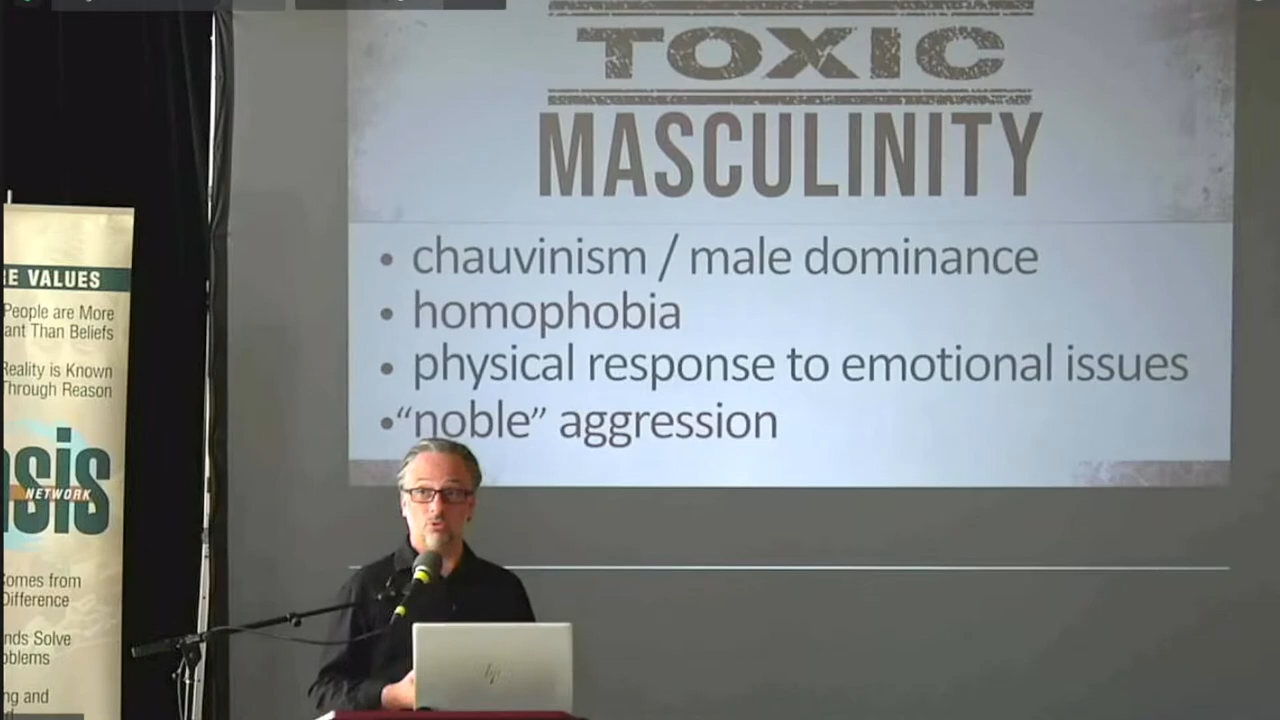 TOXIC
MASCULINITY
• chauvinism / male dominance
• homophobia
• physical response to emotional issues
•“noble” aggression
E VALUES
People are More
ant Than Beliefs
Reality is Known
Through Reason
asis
NETWORK
Comes from
Difference
nds Solve
oblems
ng and
hp